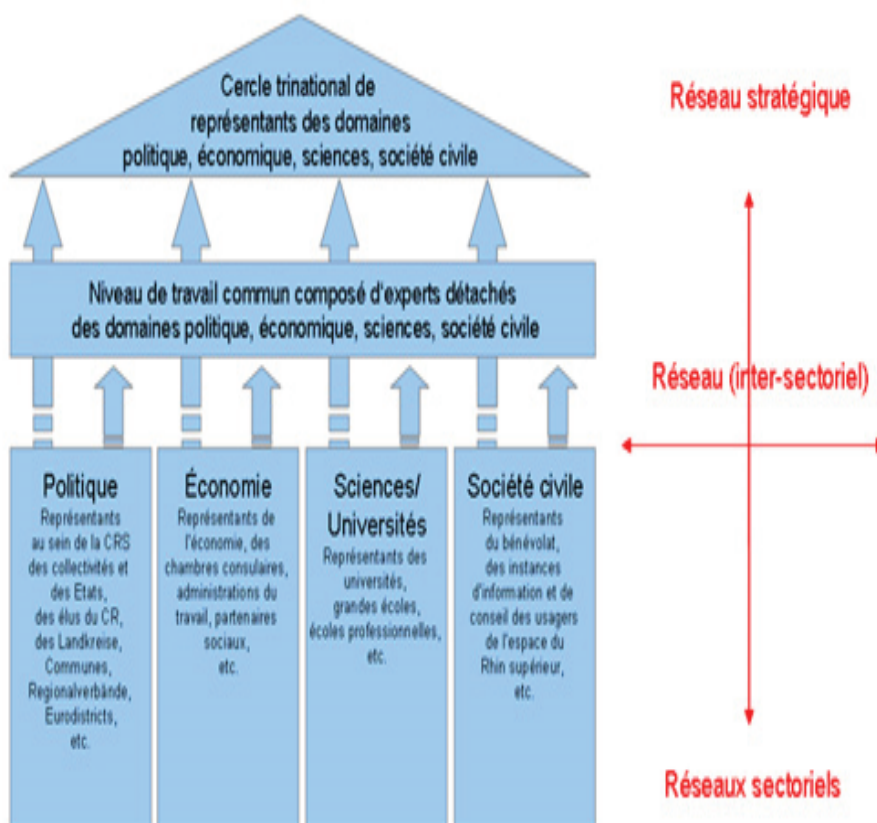 Cercle trinational de
représentants des domaines
politique, économique, sciences, société civile
Réseau stratégique
Niveau de travail commun composé d'experts détachés
des domaines politique, économique, sciences, société civile
Réseau (inter-sectoriel)
Politique
Représentants
au sein de la CRS
des collectivités et
des Etats,
des élus du CR,
des Landkreise,
Communes,
Regionalverbände,
Eurodistricts,
etc.
Économie
Représentants de
l'économie, des
chambres consulaires,
administrations du
travail, partenaires
sociaux,
etc.
Sciences/
Universités
Représentants des
universités,
grandes écoles,
écoles professionnelles,
etc.
Société civile
Représentants
du bénévolat,
des instances
d'information et de
conseil des usagers
de l'espace du
Rhin supérieur,
etc.
Réseaux sectoriels